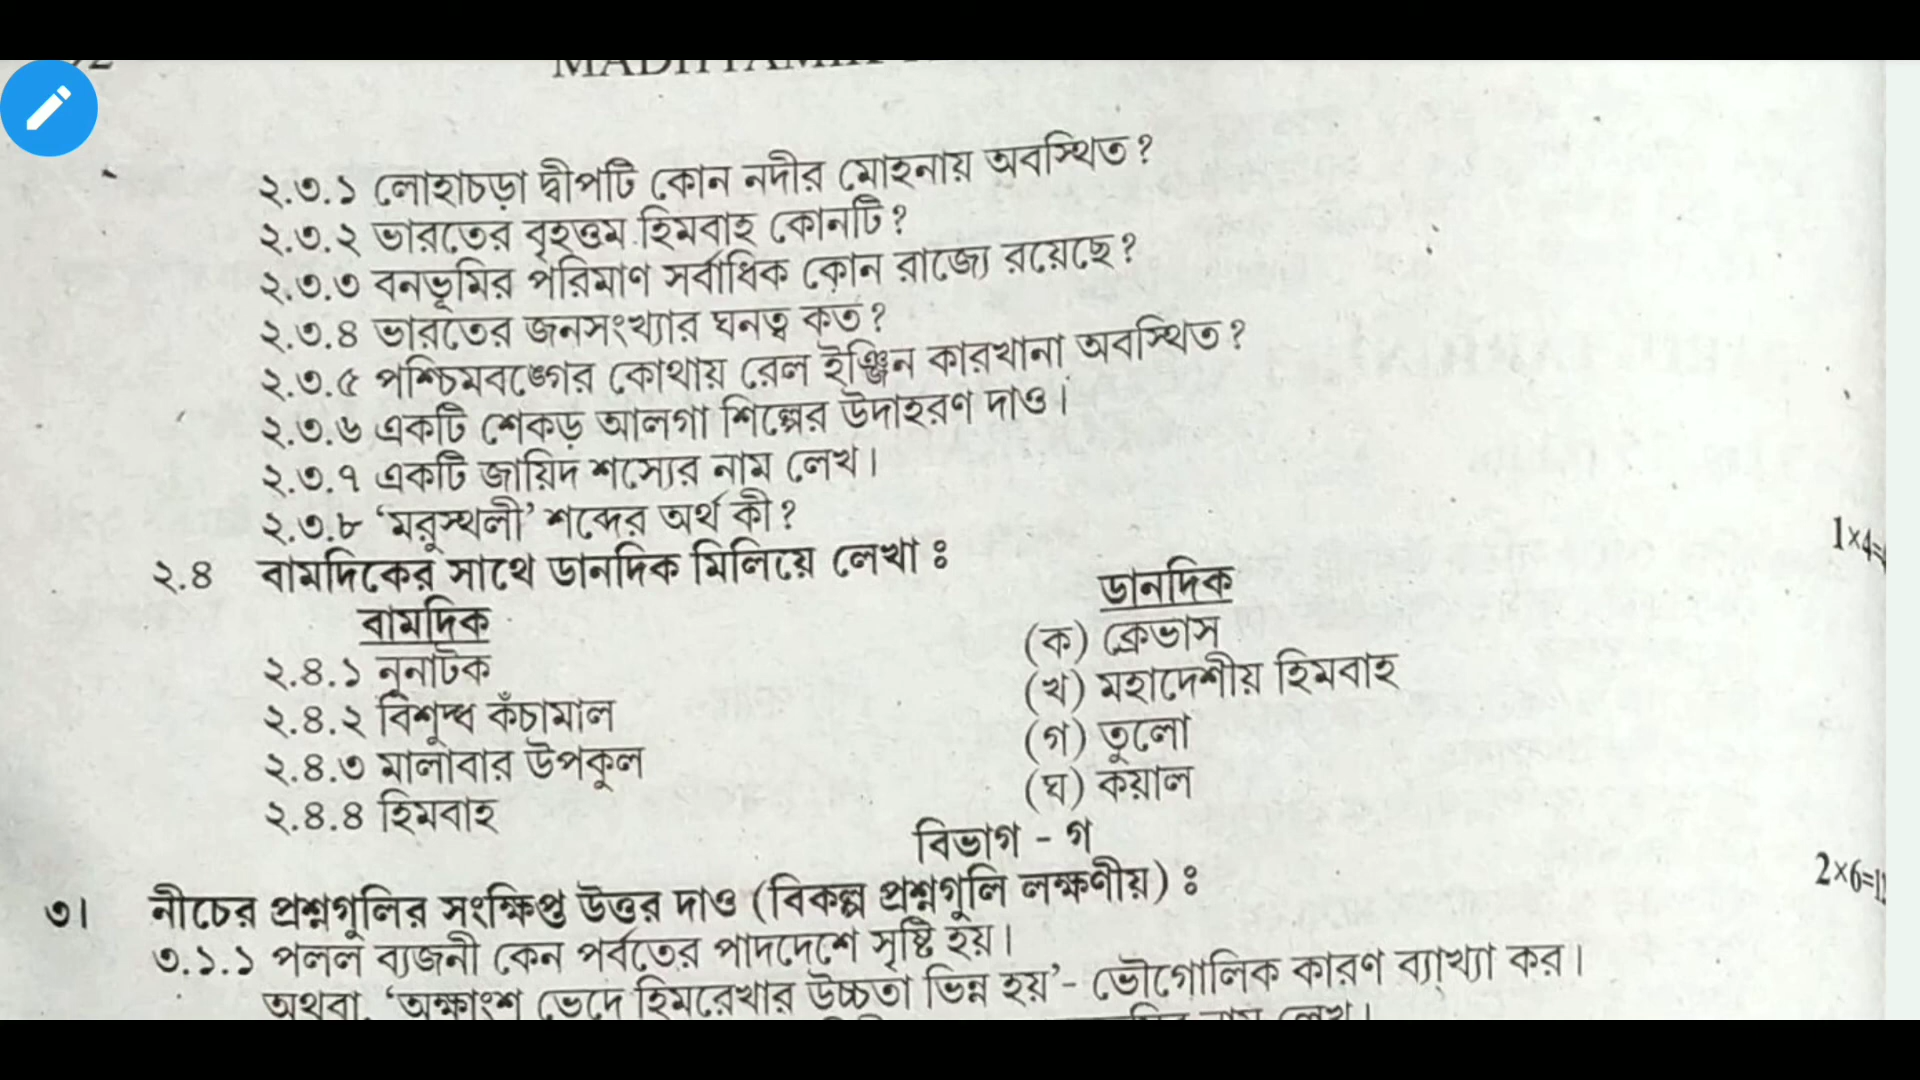 ২.৩.১ লোহাচড়া দ্বীপটি কোন নদীর মোহনায় অবস্থিত?
২.৩.২ ভারতের বৃহত্তম হিমবাহ কোনটি?
২.৩.৩ বনভূমির পরিমাণ সর্বাধিক কোন রাজ্যে রয়েছে?
২.৩.৪ ভারতের জনসংখ্যার ঘনত্ব কত?
২.৩.৫ পশ্চিমবঙ্গের কোথায় রেল ইঞ্জিন কারখানা অবস্থিত?
২.৩.৬ একটি শেকড় আলগা শিল্পের উদাহরণ দাও।
২.৩.৭ একটি জায়িদ শস্যের নাম লেখ।
২.৩.৮ ‘মরুস্থলী’ শব্দের অর্থ কী?
২.৪ বামদিকের সাথে ডানদিক মিলিয়ে লেখা ঃ 1×4=
বামদিক ডানদিক
২.৪.১ নুনাটক (ক) ক্রেভাস
২.৪.২ বিশুদ্ধ কঁচামাল (খ) মহাদেশীয় হিমবাহ
২.৪.৩ মালাবার উপকুল (গ) তুলো
২.৪.৪ হিমবাহ (ঘ) কয়াল
বিভাগ - গ
৩। নীচের প্রশ্নগুলির সংক্ষিপ্ত উত্তর দাও (বিকল্প প্রশ্নগুলি লক্ষণীয়) ঃ 2×6=12
৩.১.১ পলল ব্যজনী কেন পর্বতের পাদদেশে সৃষ্টি হয়।
অথবা, ‘অক্ষাংশ ভেদে হিমরেখার উচ্চতা ভিন্ন হয়’- ভৌগোলিক কারণ ব্যাখ্যা কর।
নাম লেখ।